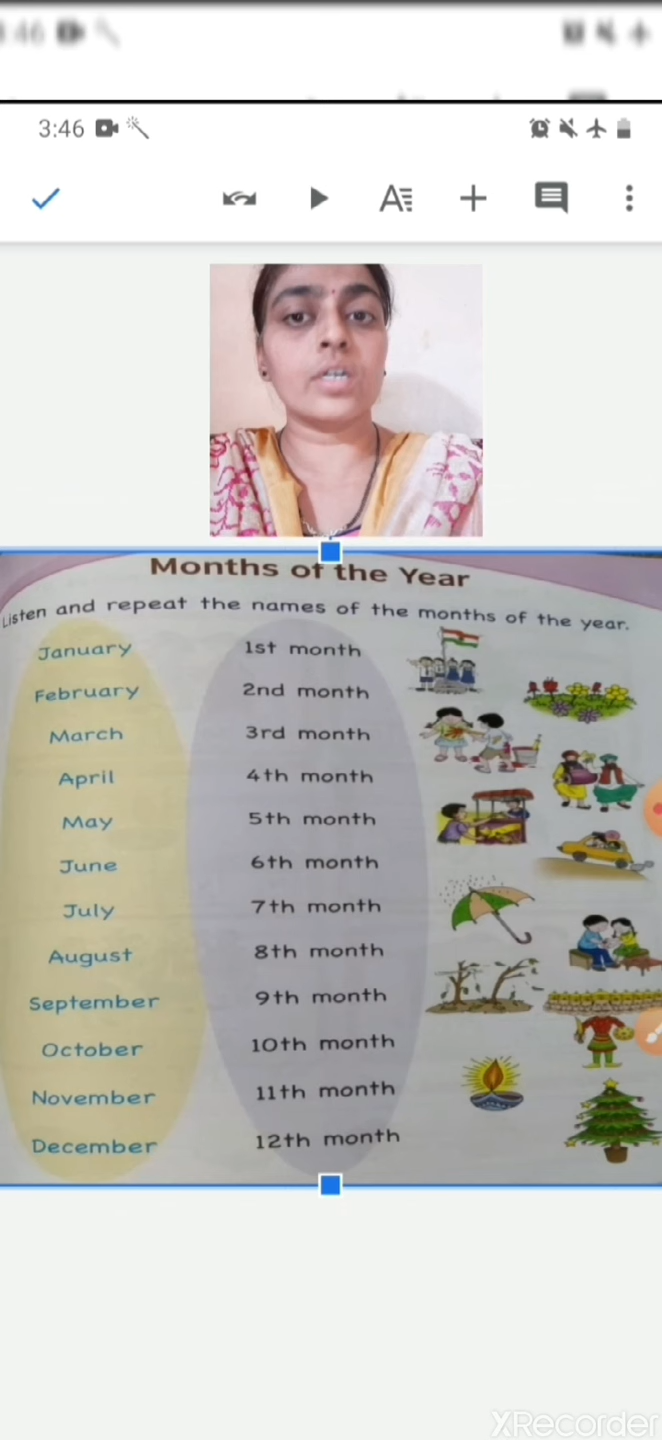 3:46
Months of the Year
Listen and repeat the names of the months of the year.
January 1st month
February 2nd month
March 3rd month
April 4th month
May 5th month
June 6th month
July 7th month
August 8th month
September 9th month
October 10th month
November 11th month
December 12th month
XRecorder